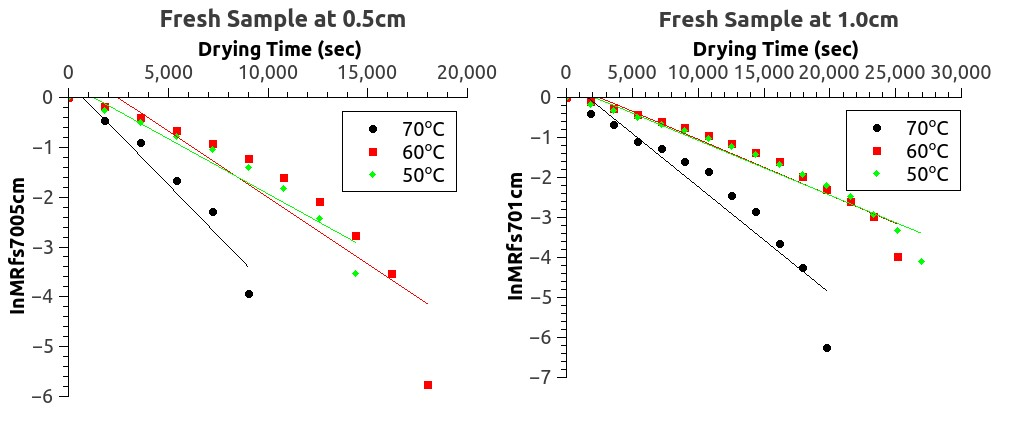 Fresh Sample at 0.5cm
Drying Time (sec)
0 5,000 10,000 15,000 20,000
0
−1
−2
−3
−4
−5
−6
lnMRfs7005cm
70°C
60°C
50°C
Fresh Sample at 1.0cm
Drying Time (sec)
0 5,000 10,000 15,000 20,000 25,000 30,000
0
−1
−2
−3
−4
−5
−6
−7
lnMRfs701cm
70°C
60°C
50°C